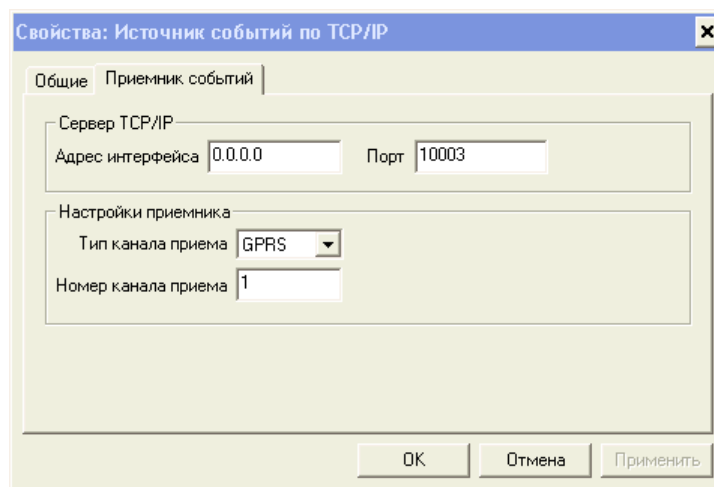 Свойства: Источник событий по TCP/IP
Общие Приемник событий
Сервер TCP/IP
Адрес интерфейса 0.0.0.0 Порт 10003
Настройки приемника
Тип канала приема GPRS
Номер канала приема 1
OK Отмена Применить